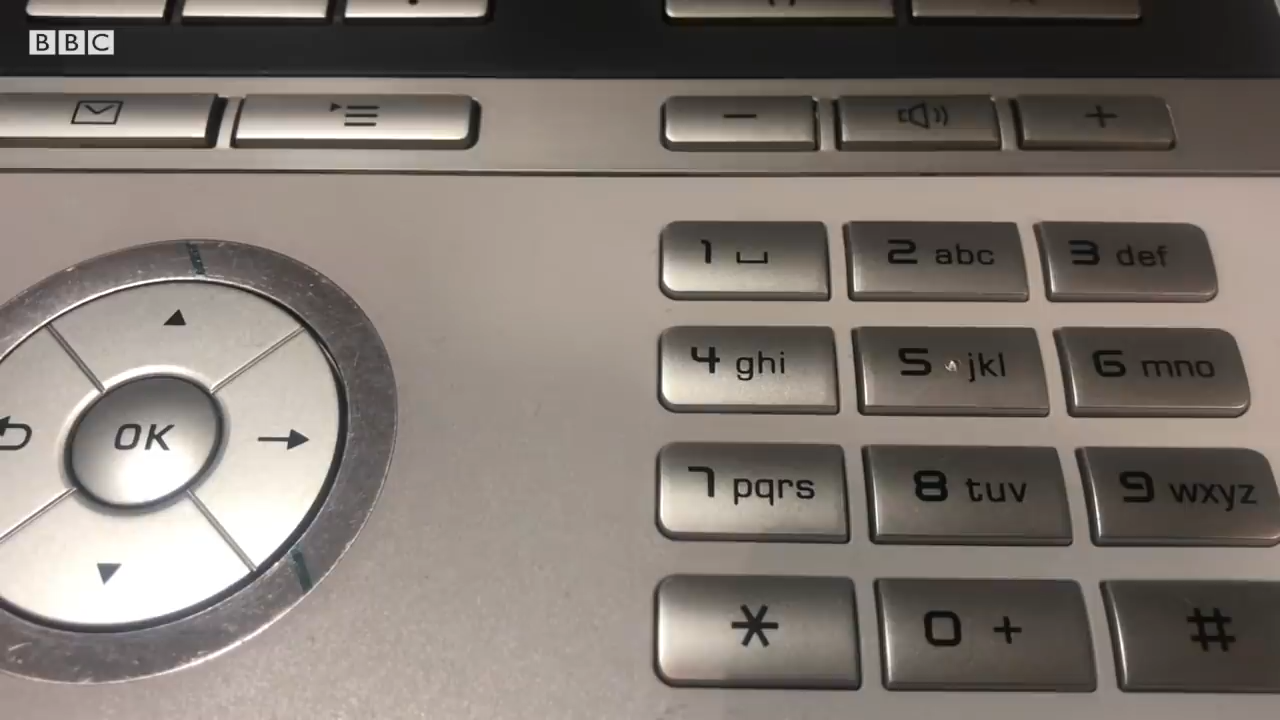 BBC
- +
1 2 abc 3 def
4 ghi 5 jkl 6 mno
OK
7 pqrs 8 tuv 9 wxyz
* 0 + #